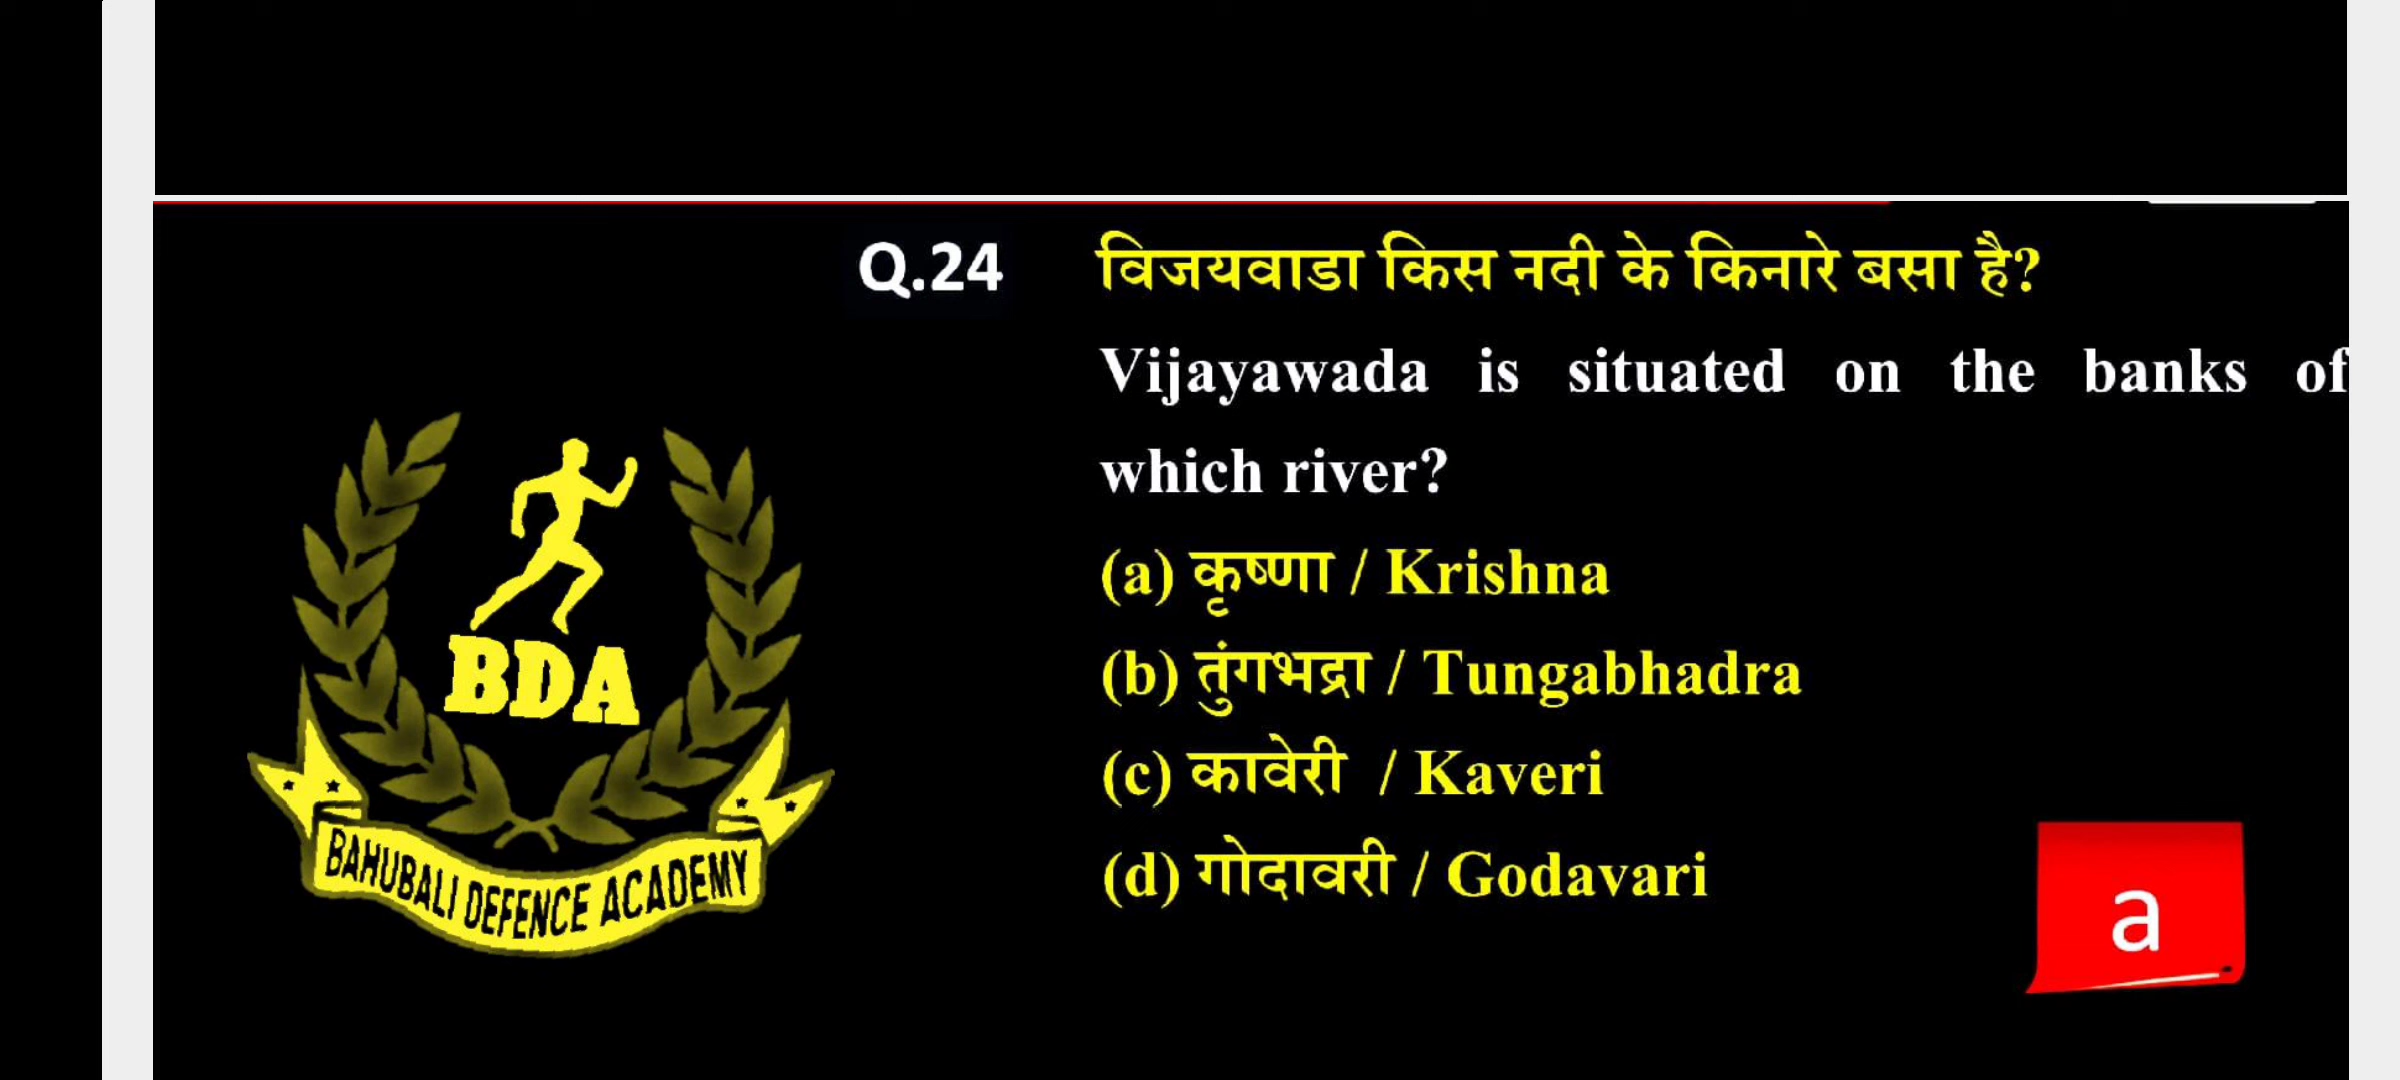 Q.24 विजयवाडा किस नदी के किनारे बसा है?
Vijayawada is situated on the banks of
which river?
(a) कृष्णा / Krishna
(b) तुंगभद्रा / Tungabhadra
(c) कावेरी / Kaveri
(d) गोदावरी / Godavari
a
BDA
BAHUBALI DEFENCE ACADEMY